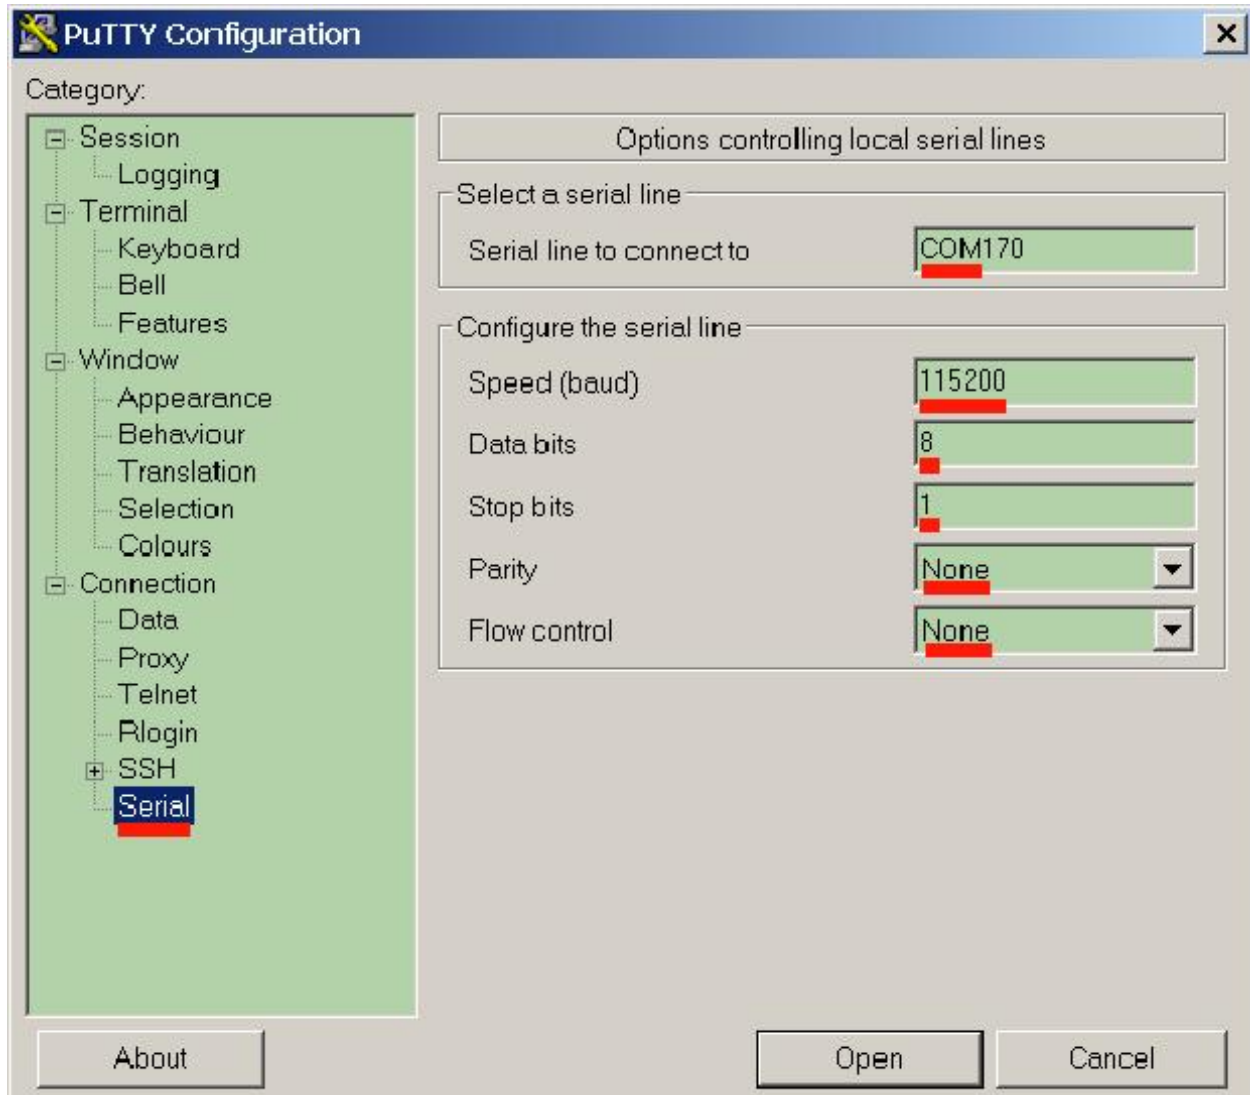 PuTTY Configuration
Category:
Session
Logging
Terminal
Keyboard
Bell
Features
Window
Appearance
Behaviour
Translation
Selection
Colours
Connection
Data
Proxy
Telnet
Rlogin
SSH
Serial
Options controlling local serial lines
Select a serial line
Serial line to connect to COM170
Configure the serial line
Speed (baud) 115200
Data bits 8
Stop bits 1
Parity None
Flow control None
About Open Cancel